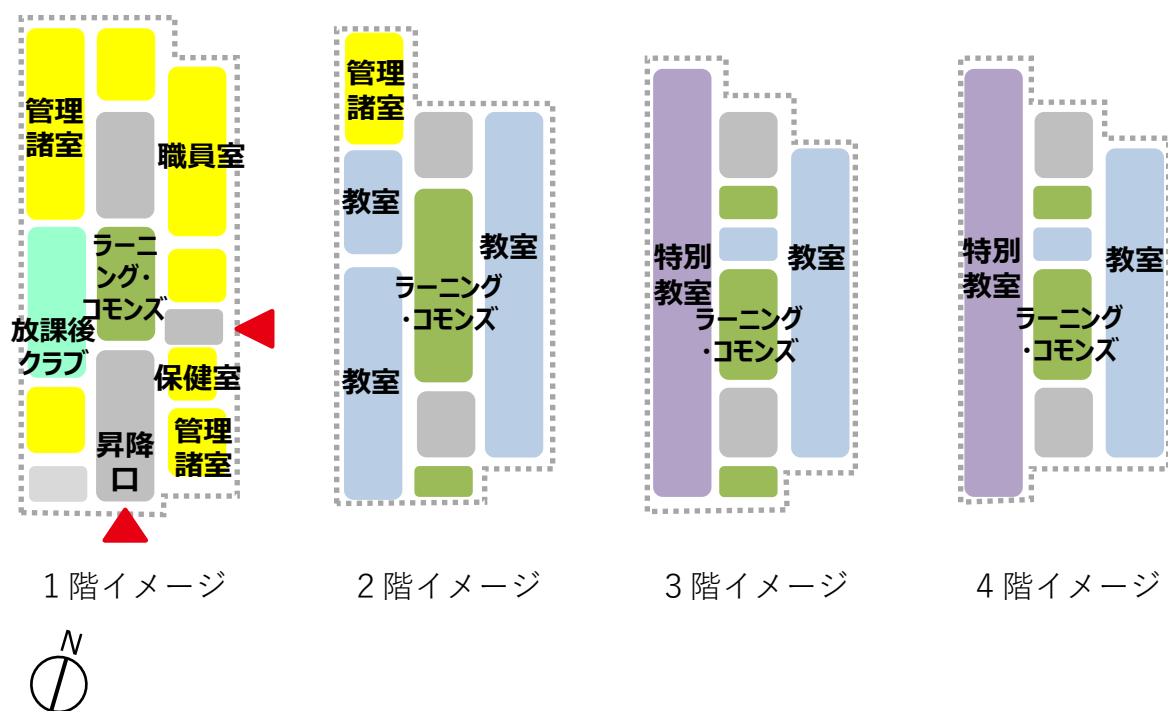 管理
諸室
職員室
ラーニ
ング・
コモンズ
放課後
クラブ
保健室
昇降
口
管理
諸室
1階イメージ
管理
諸室
教室
教室
ラーニング
・コモンズ
教室
2階イメージ
特別
教室
教室
ラーニング
・コモンズ
3階イメージ
特別
教室
教室
ラーニング
・コモンズ
4階イメージ
N